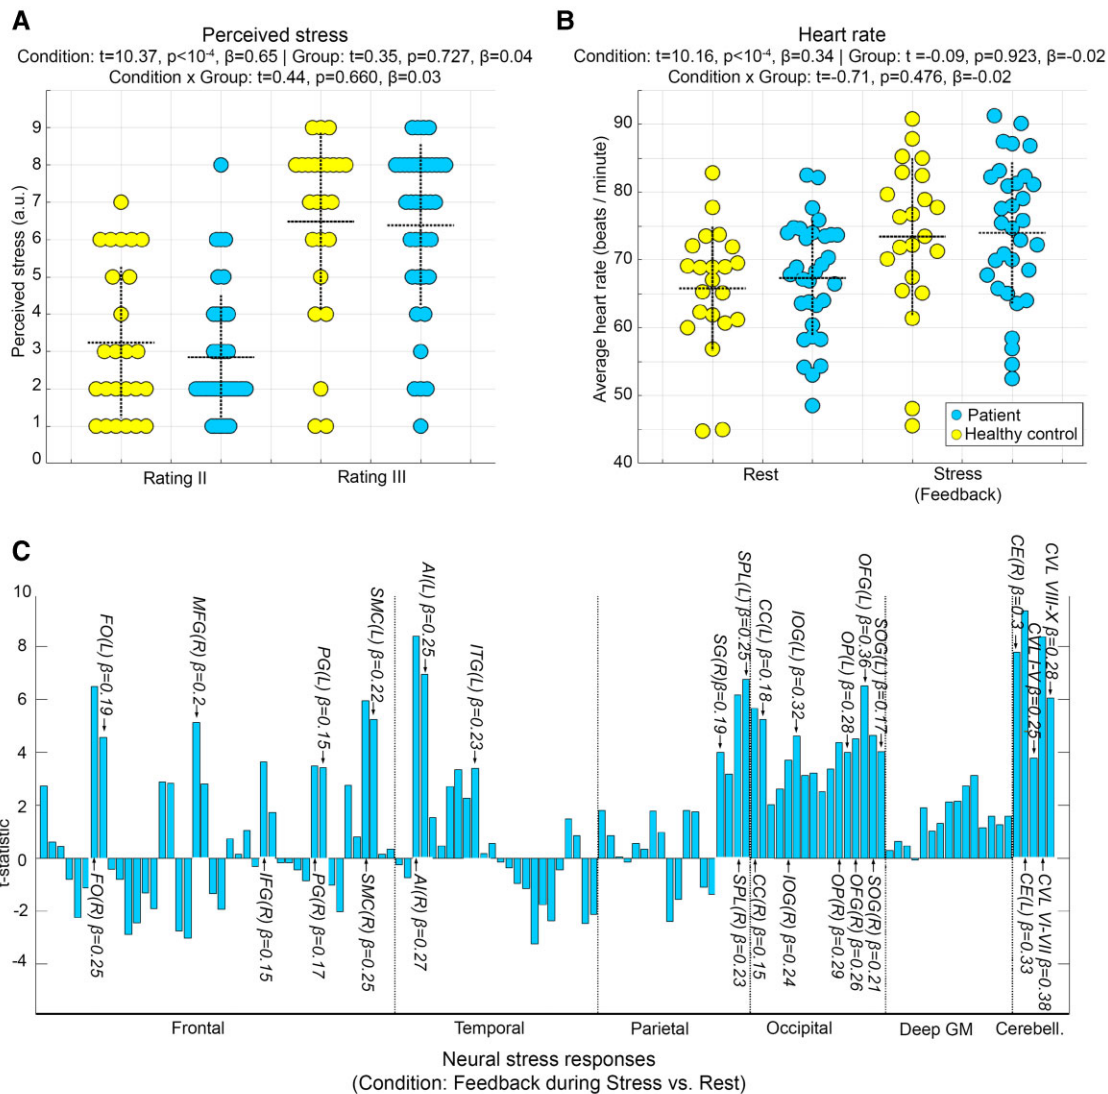 A
Perceived stress
Condition: t=10.37, p<10⁻⁴, β=0.65 | Group: t=0.35, p=0.727, β=0.04
Condition x Group: t=0.44, p=0.660, β=0.03
Perceived stress (a.u.)
9
8
7
6
5
4
3
2
1
0
Rating II
Rating III
B
Heart rate
Condition: t=10.16, p<10⁻⁴, β=0.34 | Group: t =-0.09, p=0.923, β=-0.02
Condition x Group: t=-0.71, p=0.476, β=-0.02
Average heart rate (beats / minute)
90
80
70
60
50
40
Patient
Healthy control
Rest
Stress
(Feedback)
C
t-statistic
10
8
6
4
2
0
-2
-4
FO(R) β=0.25
FO(L) β=0.19
MFG(R) β=0.2
IFG(R) β=0.15
PG(R) β=0.17
PG(L) β=0.15
SMC(R) β=0.25
SMC(L) β=0.22
AI(R) β=0.27
AI(L) β=0.25
ITG(L) β=0.23
SG(R)β=0.19
SPL(R) β=0.23
SPL(L) β=0.25
CC(R) β=0.15
CC(L) β=0.18
IOG(R) β=0.24
IOG(L) β=0.32
OP(R) β=0.29
OP(L) β=0.28
OFG(R) β=0.26
OFG(L) β=0.36
SOG(R) β=0.21
SOG(L) β=0.17
CE(R) β=0.3
CE(L) β=0.33
CVL I-V β=0.25
CVL VI-VII β=0.38
CVL VIII-X β=0.28
Frontal
Temporal
Parietal
Occipital
Deep GM
Cerebell.
Neural stress responses
(Condition: Feedback during Stress vs. Rest)